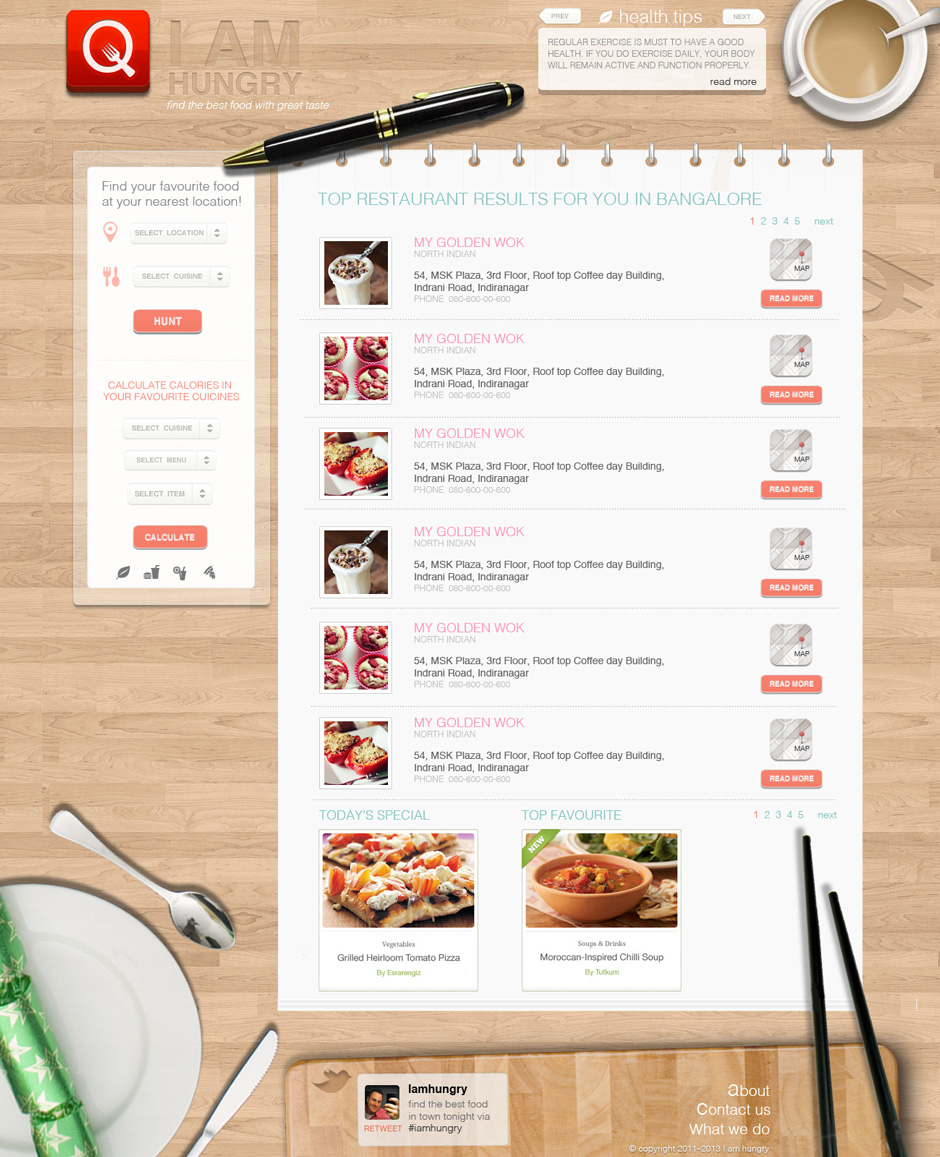 Q
I AM
HUNGRY
find the best food with great taste
PREV
health tips
NEXT
REGULAR EXERCISE IS MUST TO HAVE A GOOD
HEALTH. IF YOU DO EXERCISE DAILY, YOUR BODY
WILL REMAIN ACTIVE AND FUNCTION PROPERLY.
read more
Find your favourite food
at your nearest location!
SELECT LOCATION
SELECT CUISINE
HUNT
CALCULATE CALORIES IN
YOUR FAVOURITE CUICINES
SELECT CUISINE
SELECT MENU
SELECT ITEM
CALCULATE
TOP RESTAURANT RESULTS FOR YOU IN BANGALORE
1 2 3 4 5 next
MY GOLDEN WOK
NORTH INDIAN
54, MSK Plaza, 3rd Floor, Roof top Coffee day Building,
Indrani Road, Indiranagar
PHONE 080-600-00-600
MAP
READ MORE
MY GOLDEN WOK
NORTH INDIAN
54, MSK Plaza, 3rd Floor, Roof top Coffee day Building,
Indrani Road, Indiranagar
PHONE 080-600-00-600
MAP
READ MORE
MY GOLDEN WOK
NORTH INDIAN
54, MSK Plaza, 3rd Floor, Roof top Coffee day Building,
Indrani Road, Indiranagar
PHONE 080-600-00-600
MAP
READ MORE
MY GOLDEN WOK
NORTH INDIAN
54, MSK Plaza, 3rd Floor, Roof top Coffee day Building,
Indrani Road, Indiranagar
PHONE 080-600-00-600
MAP
READ MORE
MY GOLDEN WOK
NORTH INDIAN
54, MSK Plaza, 3rd Floor, Roof top Coffee day Building,
Indrani Road, Indiranagar
PHONE 080-600-00-600
MAP
READ MORE
MY GOLDEN WOK
NORTH INDIAN
54, MSK Plaza, 3rd Floor, Roof top Coffee day Building,
Indrani Road, Indiranagar
PHONE 080-600-00-600
MAP
READ MORE
TODAY'S SPECIAL
TOP FAVOURITE
1 2 3 4 5 next
Vegetables
Grilled Heirloom Tomato Pizza
By Esrarengiz
NEW
Soups & Drinks
Moroccan-Inspired Chilli Soup
By Tutkum
Iamhungry
find the best food
in town tonight via
#iamhungry
RETWEET
about
Contact us
What we do
© copyright 2011-2013 I am hungry